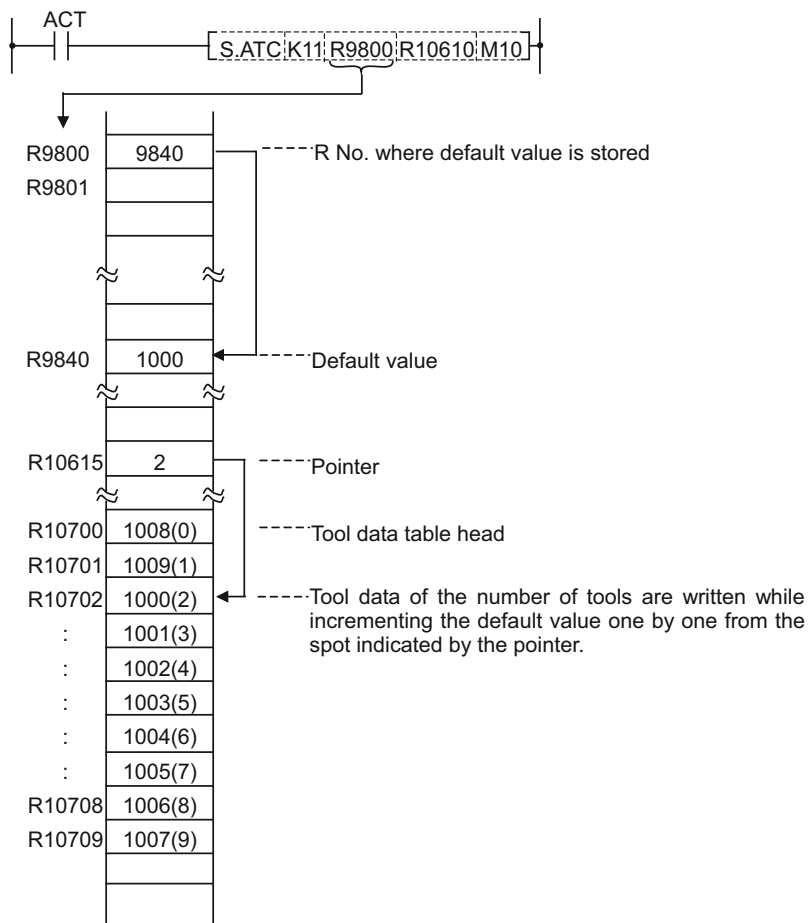 ACT
S.ATC K11 R9800 R10610 M10
R9800 9840 R No. where default value is stored
R9801
R9840 1000 Default value
R10615 2 Pointer
R10700 1008(0) Tool data table head
R10701 1009(1)
R10702 1000(2) Tool data of the number of tools are written while
: 1001(3) incrementing the default value one by one from the
spot indicated by the pointer.
: 1002(4)
: 1003(5)
: 1004(6)
: 1005(7)
R10708 1006(8)
R10709 1007(9)